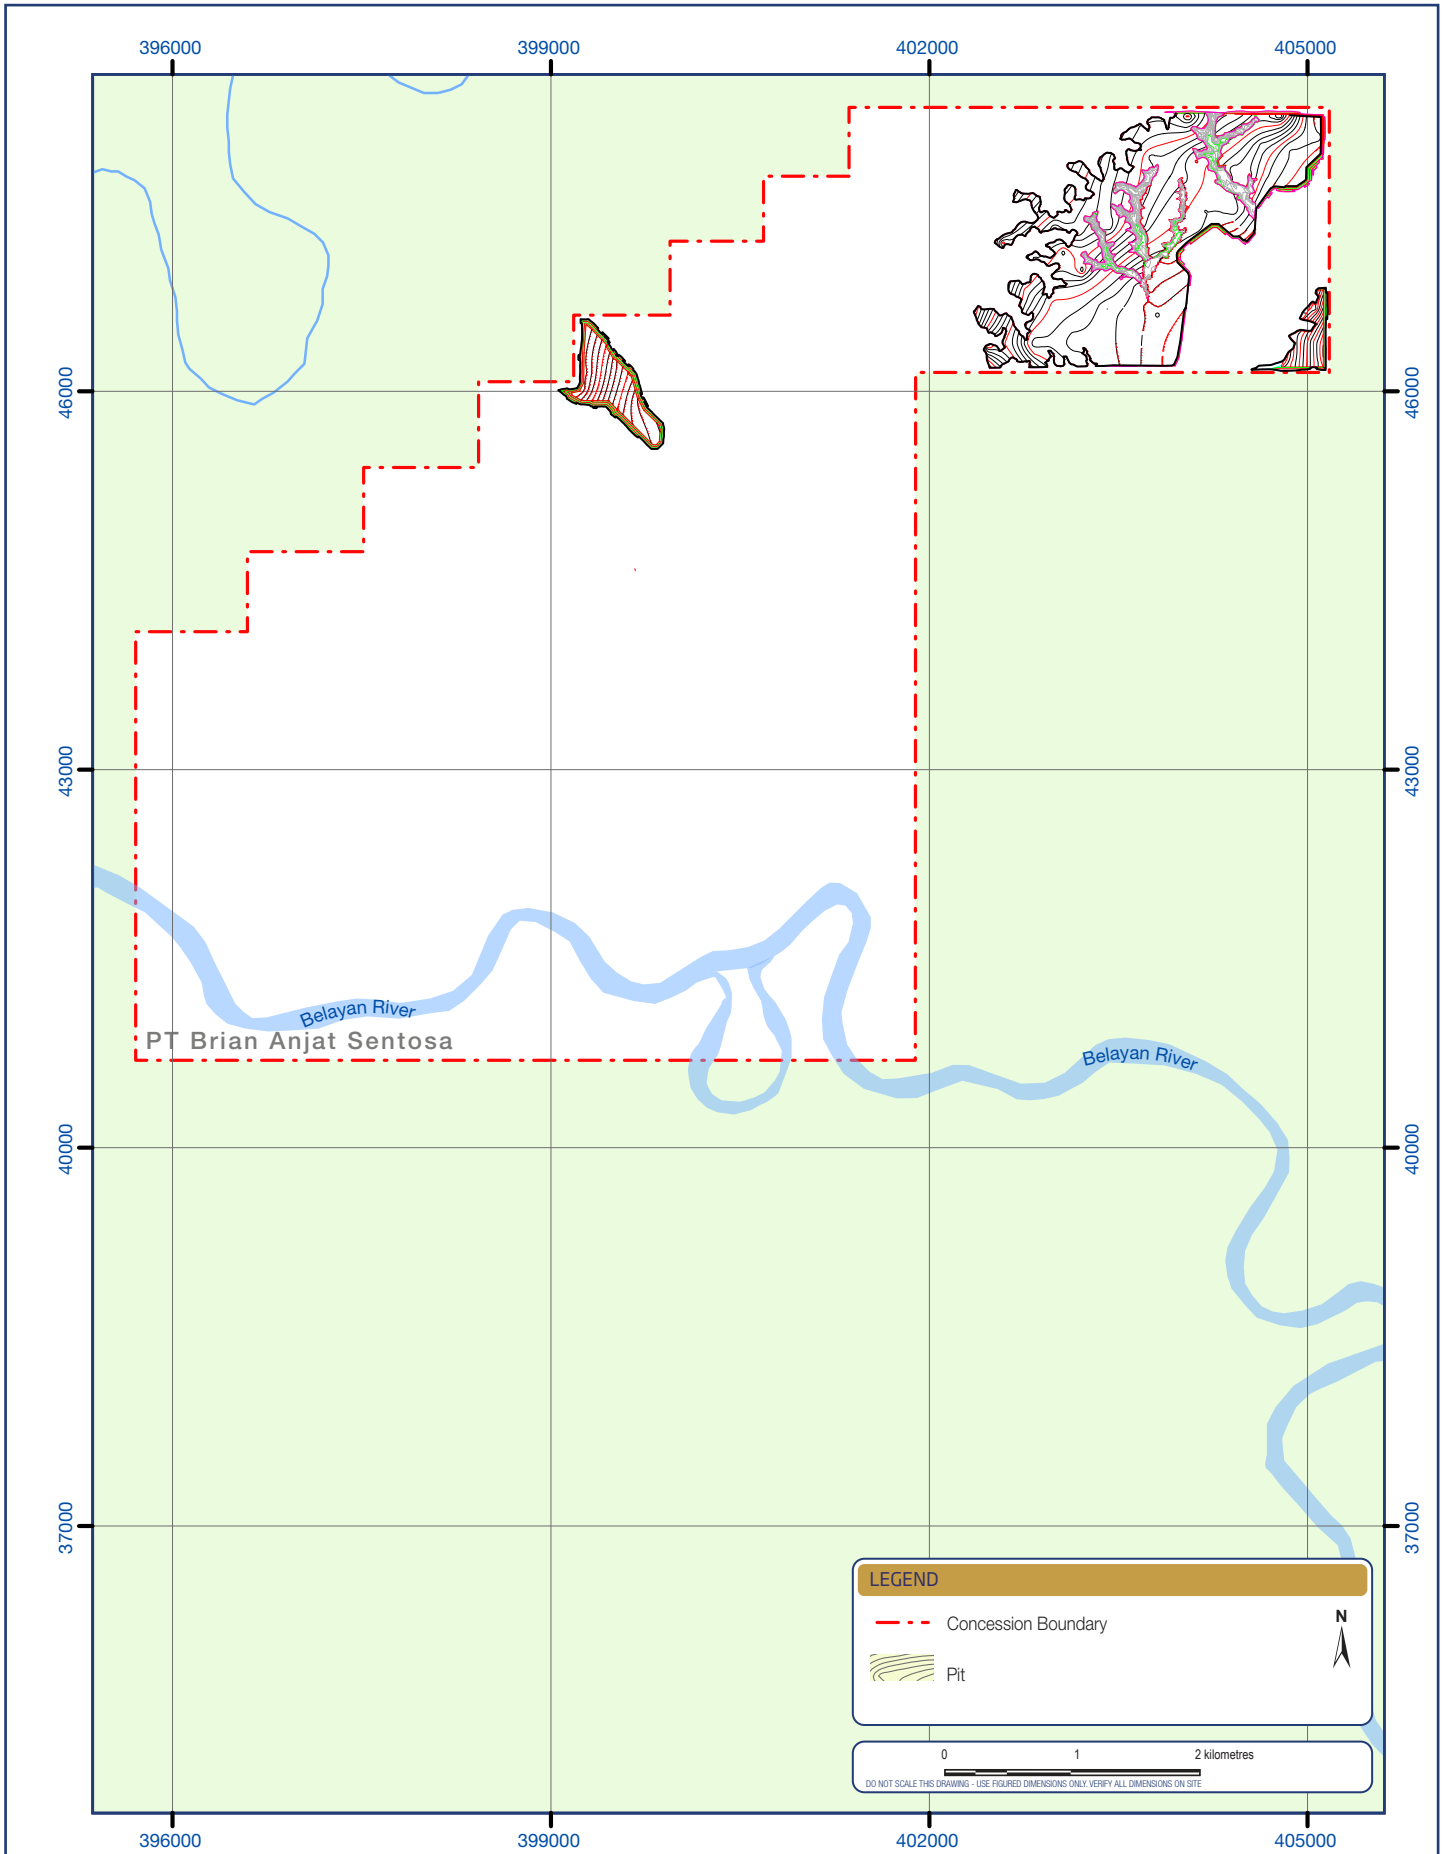 396000
399000
402000
405000
46000
46000
43000
43000
Belayan River
PT Brian Anjat Sentosa
Belayan River
40000
40000
37000
37000
LEGEND
Concession Boundary
N
Pit
0 1 2 kilometres
DO NOT SCALE THIS DRAWING - USE FIGURED DIMENSIONS ONLY. VERIFY ALL DIMENSIONS ON SITE
396000
399000
402000
405000